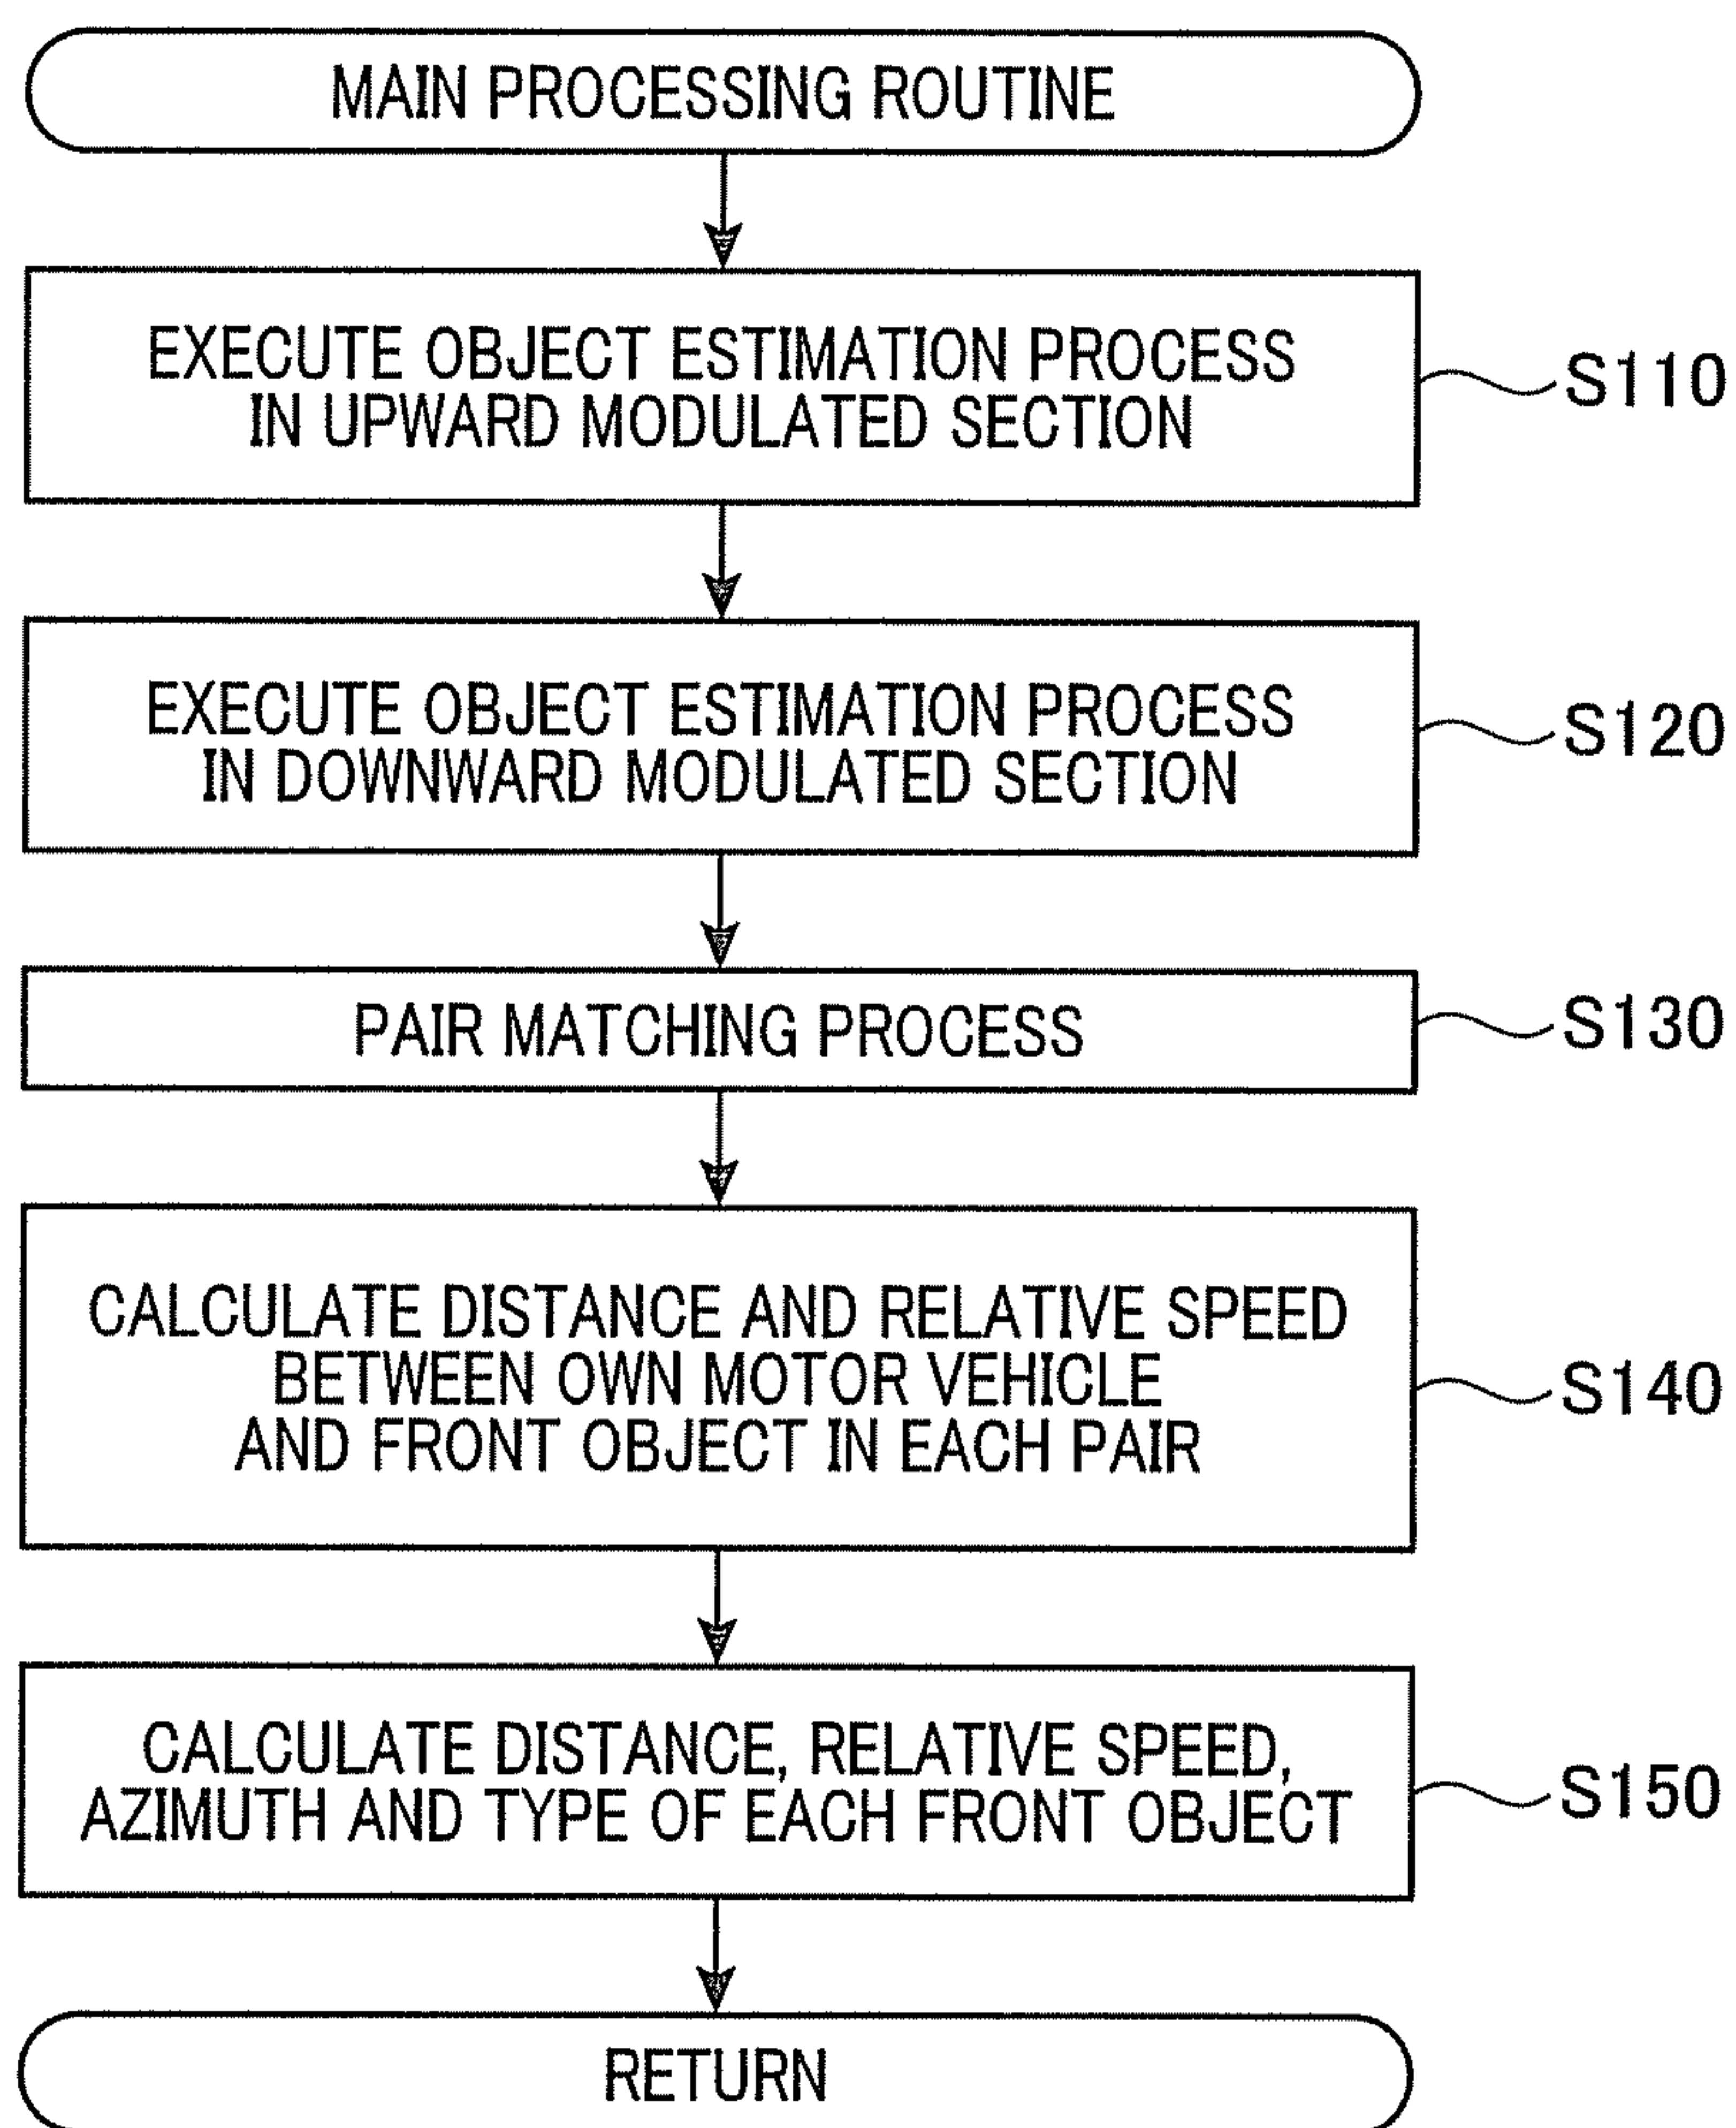 MAIN PROCESSING ROUTINE
EXECUTE OBJECT ESTIMATION PROCESS
IN UPWARD MODULATED SECTION
S110
EXECUTE OBJECT ESTIMATION PROCESS
IN DOWNWARD MODULATED SECTION
S120
PAIR MATCHING PROCESS
S130
CALCULATE DISTANCE AND RELATIVE SPEED
BETWEEN OWN MOTOR VEHICLE
AND FRONT OBJECT IN EACH PAIR
S140
CALCULATE DISTANCE, RELATIVE SPEED,
AZIMUTH AND TYPE OF EACH FRONT OBJECT
S150
RETURN